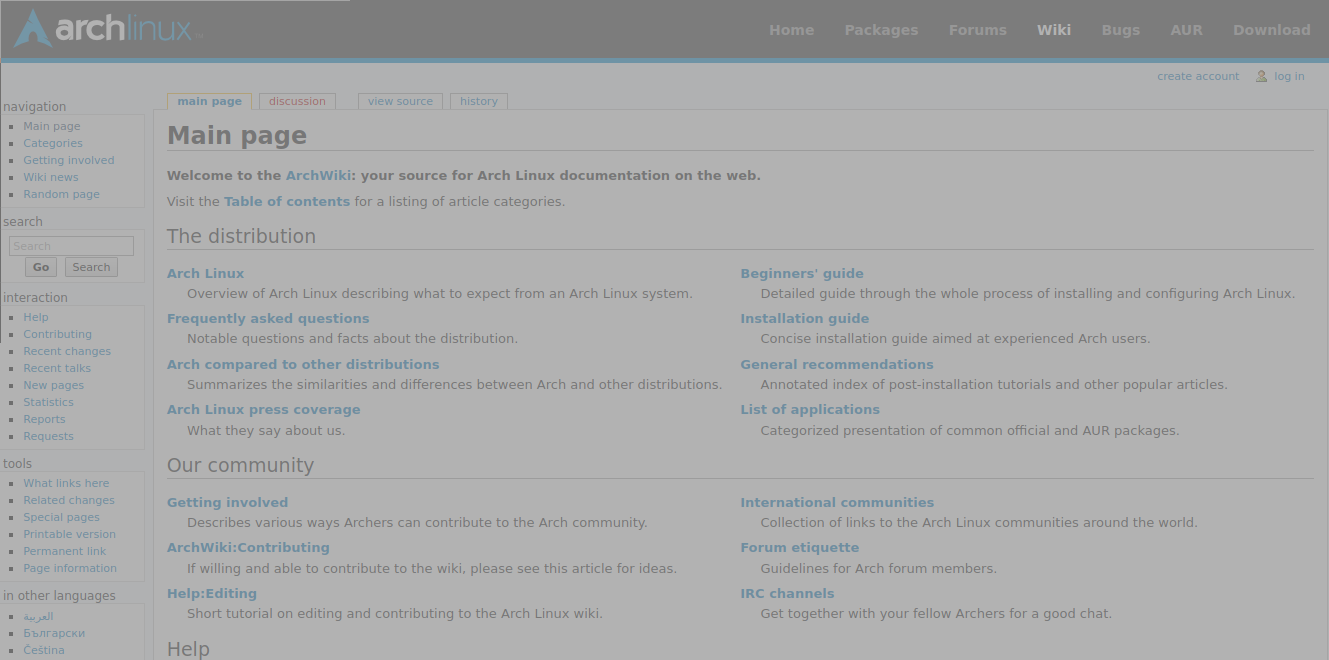 archlinux
Home Packages Forums Wiki Bugs AUR Download
create account log in
main page discussion view source history
navigation
Main page
Categories
Getting involved
Wiki news
Random page
search
Search
Go Search
interaction
Help
Contributing
Recent changes
Recent talks
New pages
Statistics
Reports
Requests
tools
What links here
Related changes
Special pages
Printable version
Permanent link
Page information
in other languages
العربية
Български
Čeština
Main page
Welcome to the ArchWiki: your source for Arch Linux documentation on the web.
Visit the Table of contents for a listing of article categories.
The distribution
Arch Linux
Overview of Arch Linux describing what to expect from an Arch Linux system.
Frequently asked questions
Notable questions and facts about the distribution.
Arch compared to other distributions
Summarizes the similarities and differences between Arch and other distributions.
Arch Linux press coverage
What they say about us.
Beginners' guide
Detailed guide through the whole process of installing and configuring Arch Linux.
Installation guide
Concise installation guide aimed at experienced Arch users.
General recommendations
Annotated index of post-installation tutorials and other popular articles.
List of applications
Categorized presentation of common official and AUR packages.
Our community
Getting involved
Describes various ways Archers can contribute to the Arch community.
ArchWiki:Contributing
If willing and able to contribute to the wiki, please see this article for ideas.
Help:Editing
Short tutorial on editing and contributing to the Arch Linux wiki.
International communities
Collection of links to the Arch Linux communities around the world.
Forum etiquette
Guidelines for Arch forum members.
IRC channels
Get together with your fellow Archers for a good chat.
Help